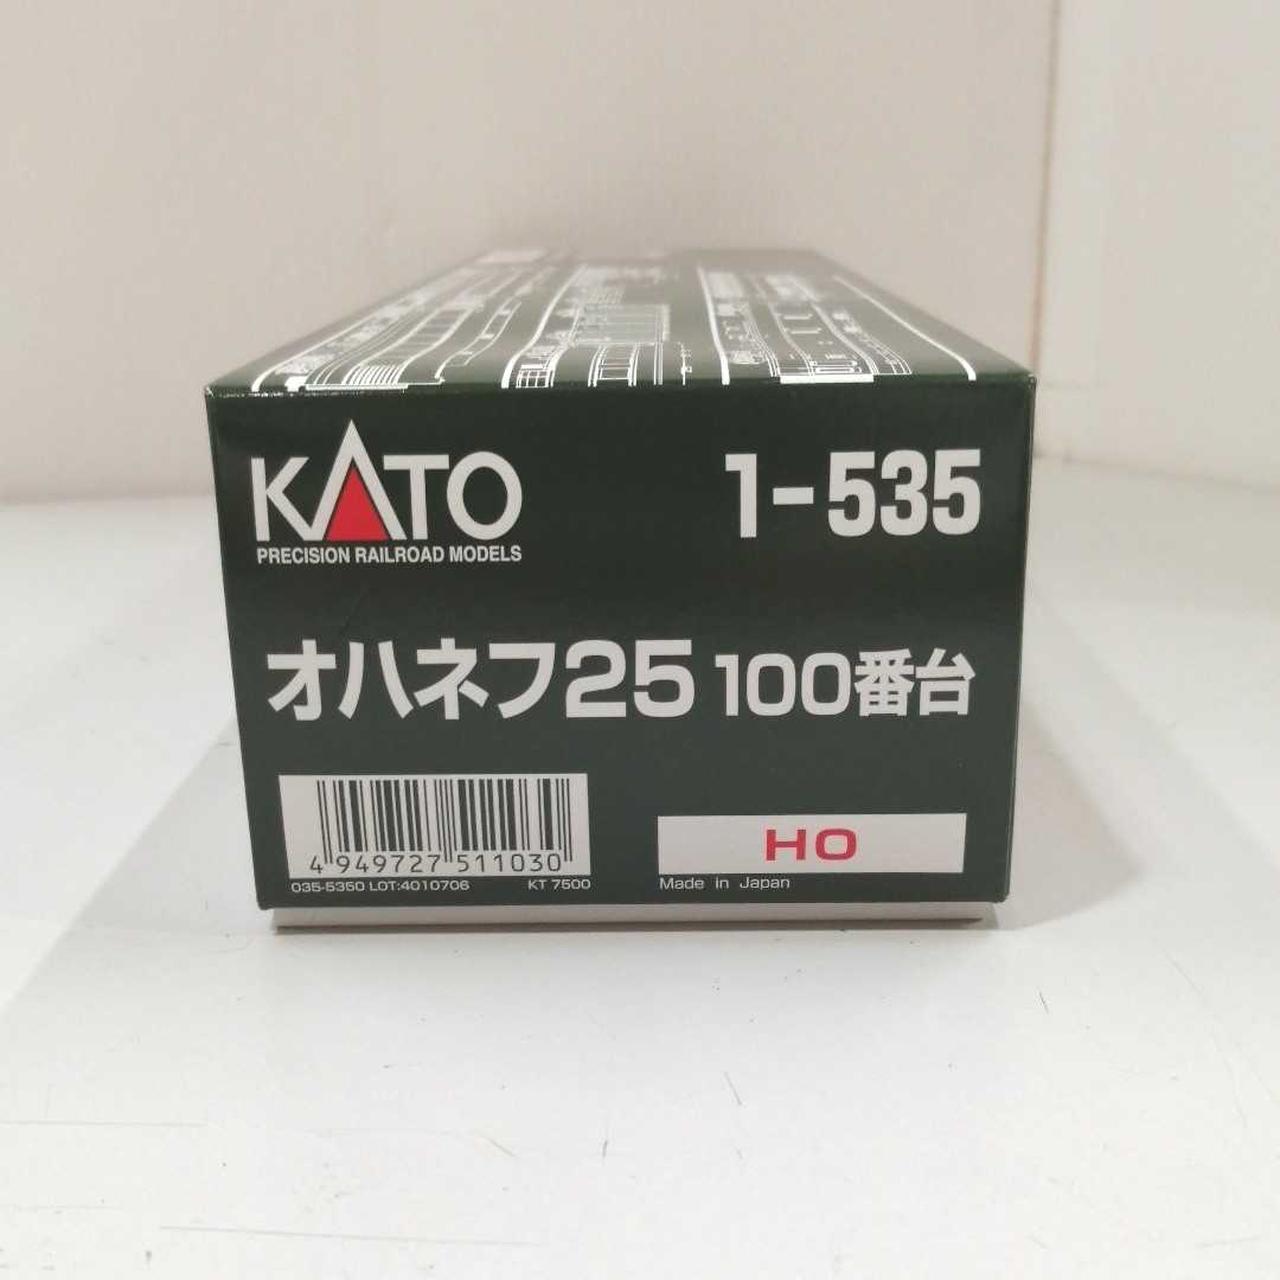 KATO
PRECISION RAILROAD MODELS
1-535
オハネフ25 100番台
4 949727 511030
035-5350 LOT:4010706 KT 7500
HO
Made in Japan